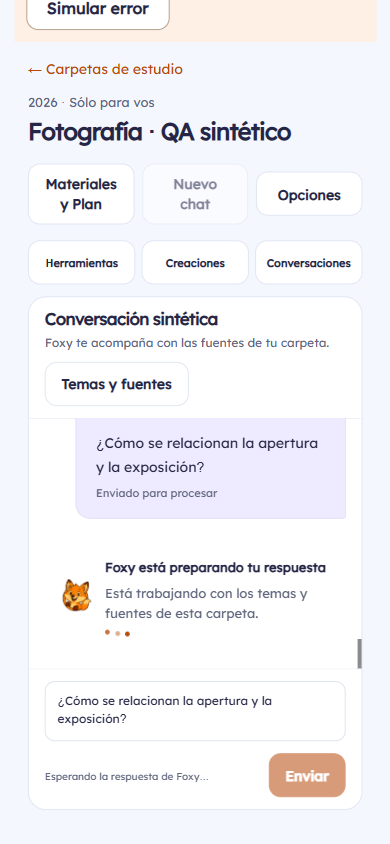 Simular error
← Carpetas de estudio
2026 · Sólo para vos
Fotografía · QA sintético
Materiales
y Plan
Nuevo
chat
Opciones
Herramientas
Creaciones
Conversaciones
Conversación sintética
Foxy te acompaña con las fuentes de tu carpeta.
Temas y fuentes
¿Cómo se relacionan la apertura
y la exposición?
Enviado para procesar
Foxy está preparando tu respuesta
Está trabajando con los temas y
fuentes de esta carpeta.
¿Cómo se relacionan la apertura y la
exposición?
Esperando la respuesta de Foxy...
Enviar